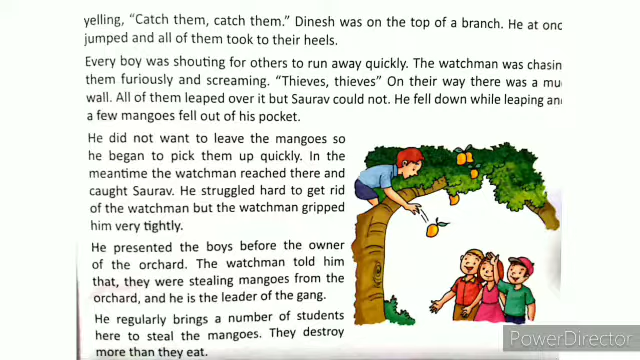 yelling, “Catch them, catch them.” Dinesh was on the top of a branch. He at
jumped and all of them took to their heels.
Every boy was shouting for others to run away quickly. The watchman was
them furiously and screaming. “Thieves, thieves” On their way there was a
wall. All of them leaped over it but Saurav could not. He fell down while leaping
a few mangoes fell out of his pocket.
He did not want to leave the mangoes so
he began to pick them up quickly. In the
meantime the watchman reached there and
caught Saurav. He struggled hard to get rid
of the watchman but the watchman gripped
him very tightly.
He presented the boys before the owner
of the orchard. The watchman told him
that, they were stealing mangoes from the
orchard, and he is the leader of the gang.
He regularly brings a number of students
here to steal the mangoes. They destroy
more than they eat.
PowerDirector